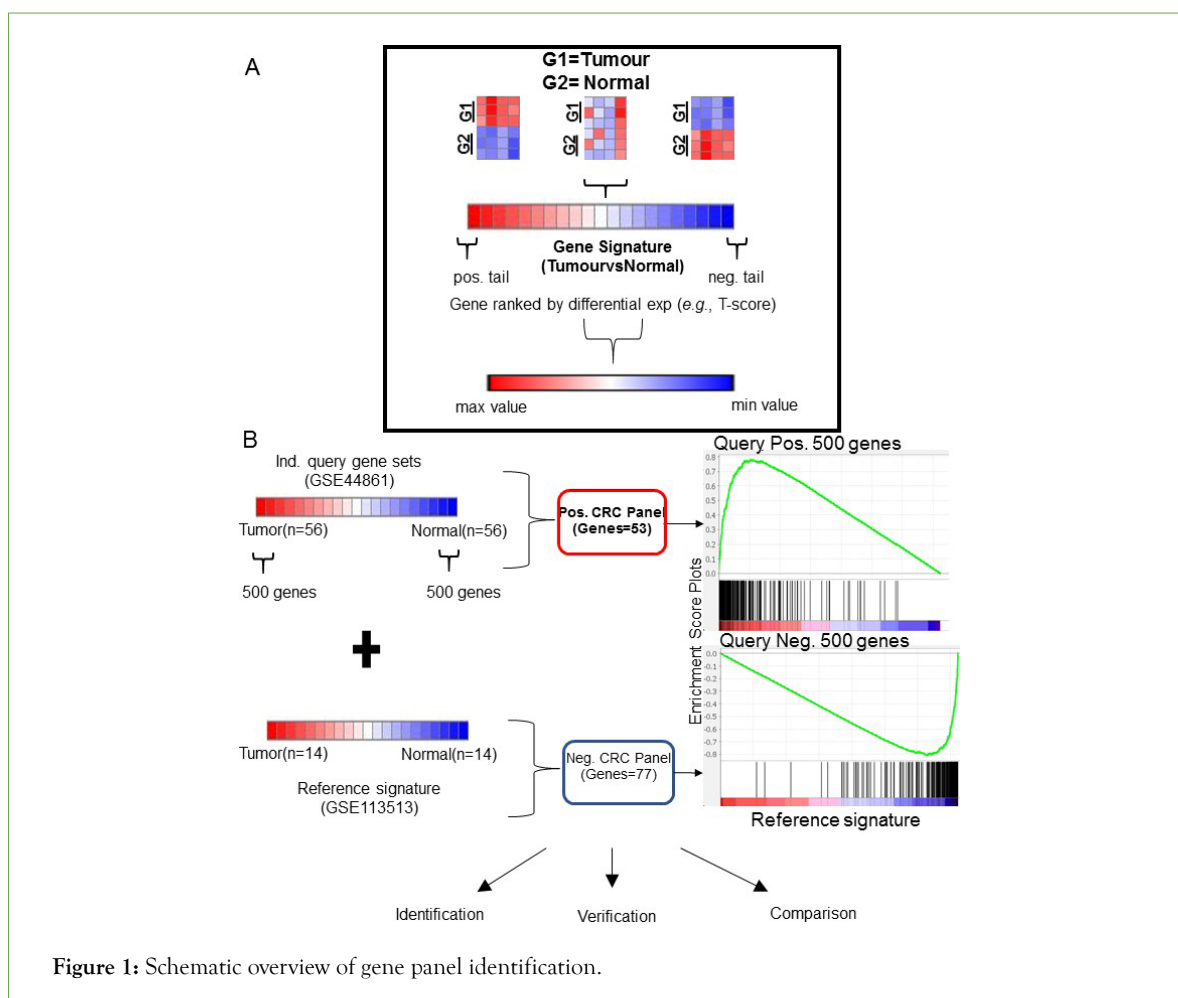 A
G1=Tumour
G2= Normal
G1
G2
G1
G2
G1
G2
Gene Signature
(TumourvsNormal)
pos. tail
neg. tail
Gene ranked by differential exp (e.g., T-score)
max value
min value
B
Ind. query gene sets
(GSE44861)
Tumor(n=56)
Normal(n=56)
500 genes
500 genes
Pos. CRC Panel
(Genes=53)
Query Pos. 500 genes
0.8
0.7
0.6
0.5
0.4
0.3
0.2
0.1
0.0
Enrichment Score Plots
Query Neg. 500 genes
-0.0
-0.1
-0.2
-0.3
-0.4
-0.5
-0.6
-0.7
-0.8
Tumor(n=14)
Normal(n=14)
Reference signature
(GSE113513)
Neg. CRC Panel
(Genes=77)
Reference signature
Identification
Verification
Comparison
Figure 1: Schematic overview of gene panel identification.